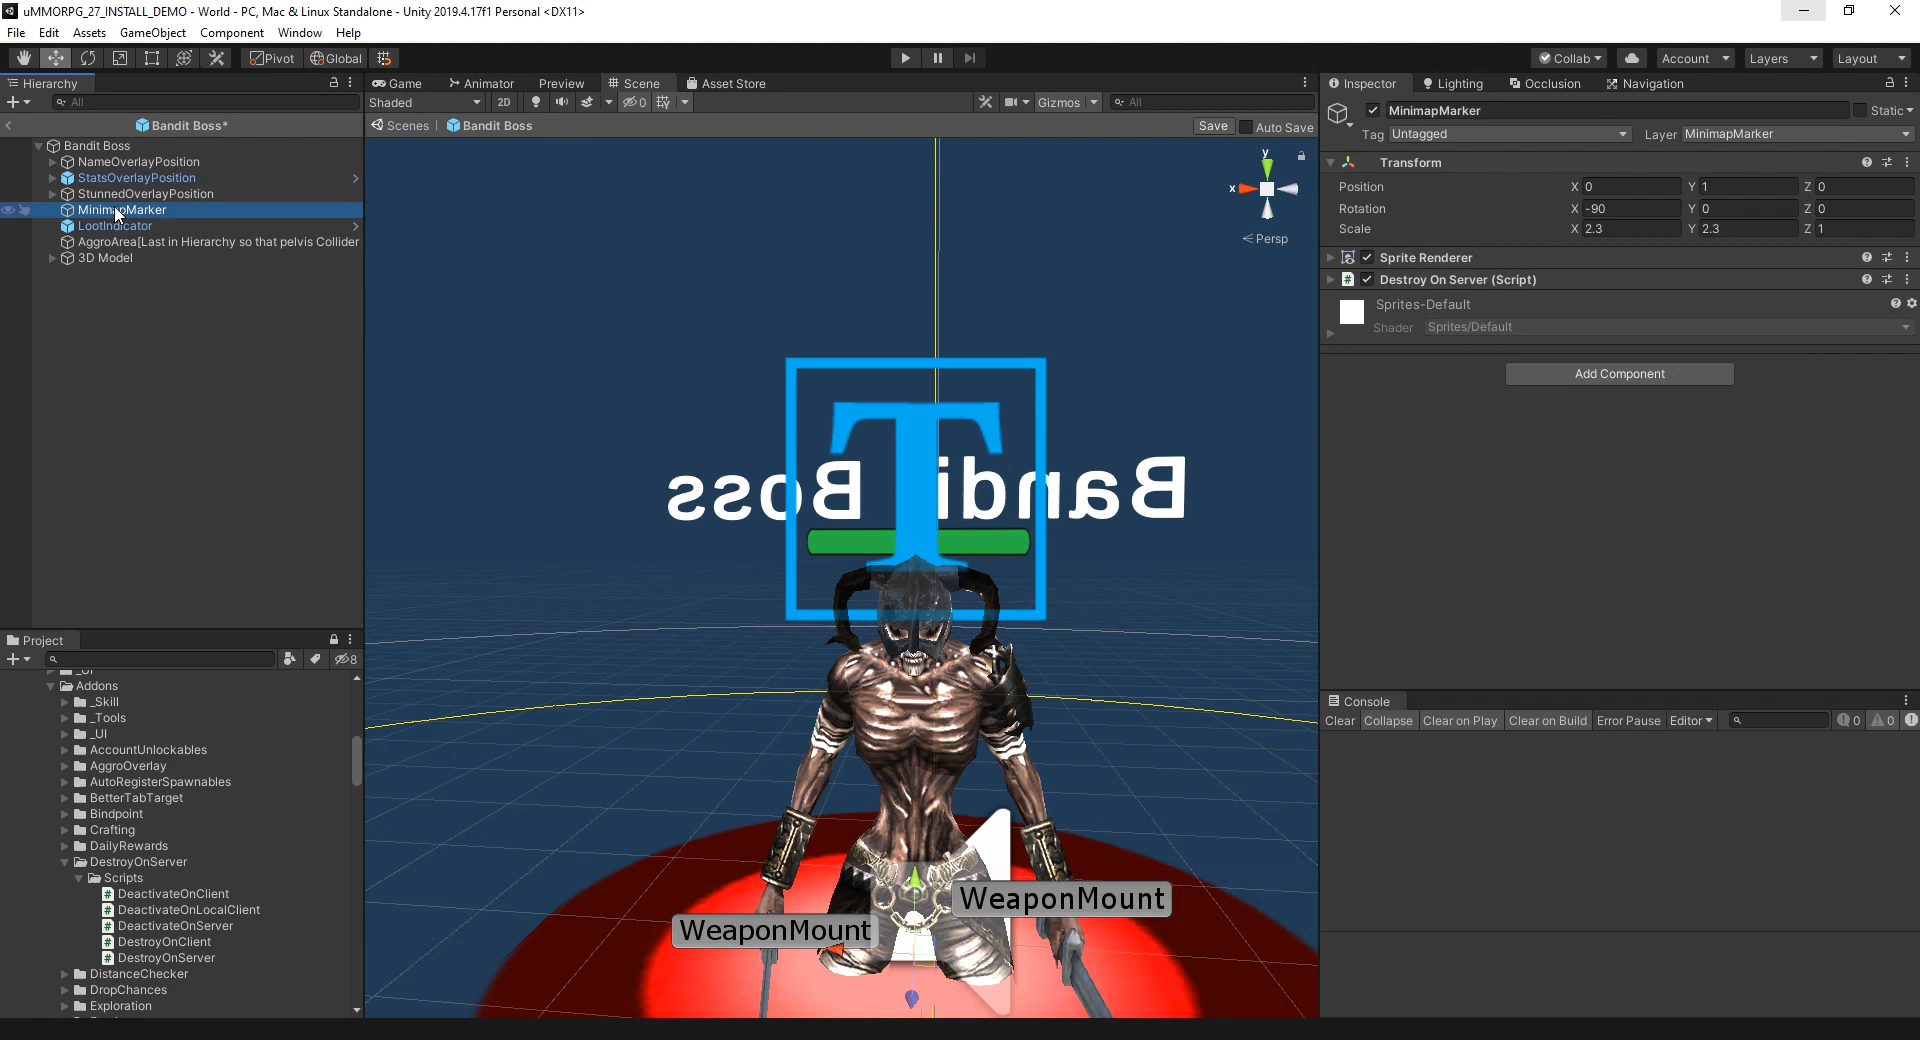 uMMORPG_27_INSTALL_DEMO - World - PC, Mac & Linux Standalone - Unity 2019.4.17f1 Personal <DX11>
File Edit Assets GameObject Component Window Help
Pivot Global Collab Account Layers Layout
Hierarchy
All
Bandit Boss*
Bandit Boss
NameOverlayPosition
StatsOverlayPosition
StunnedOverlayPosition
MinimapMarker
LootIndicator
AggroArea[Last in Hierarchy so that pelvis Collider
3D Model
Game Animator Preview Scene Asset Store
Shaded 2D 0 Gizmos All
Scenes Bandit Boss Save Auto Save
y
x
Persp
T
Bandit Boss
WeaponMount
WeaponMount
Project
8
Addons
_Skill
_Tools
_UI
AccountUnlockables
AggroOverlay
AutoRegisterSpawnables
BetterTabTarget
Bindpoint
Crafting
DailyRewards
DestroyOnServer
Scripts
DeactivateOnClient
DeactivateOnLocalClient
DeactivateOnServer
DestroyOnClient
DestroyOnServer
DistanceChecker
DropChances
Exploration
Inspector Lighting Occlusion Navigation
MinimapMarker Static
Tag Untagged Layer MinimapMarker
Transform
Position X 0 Y 1 Z 0
Rotation X -90 Y 0 Z 0
Scale X 2.3 Y 2.3 Z 1
Sprite Renderer
Destroy On Server (Script)
Sprites-Default
Shader Sprites/Default
Add Component
Console
Clear Collapse Clear on Play Clear on Build Error Pause Editor 0 0